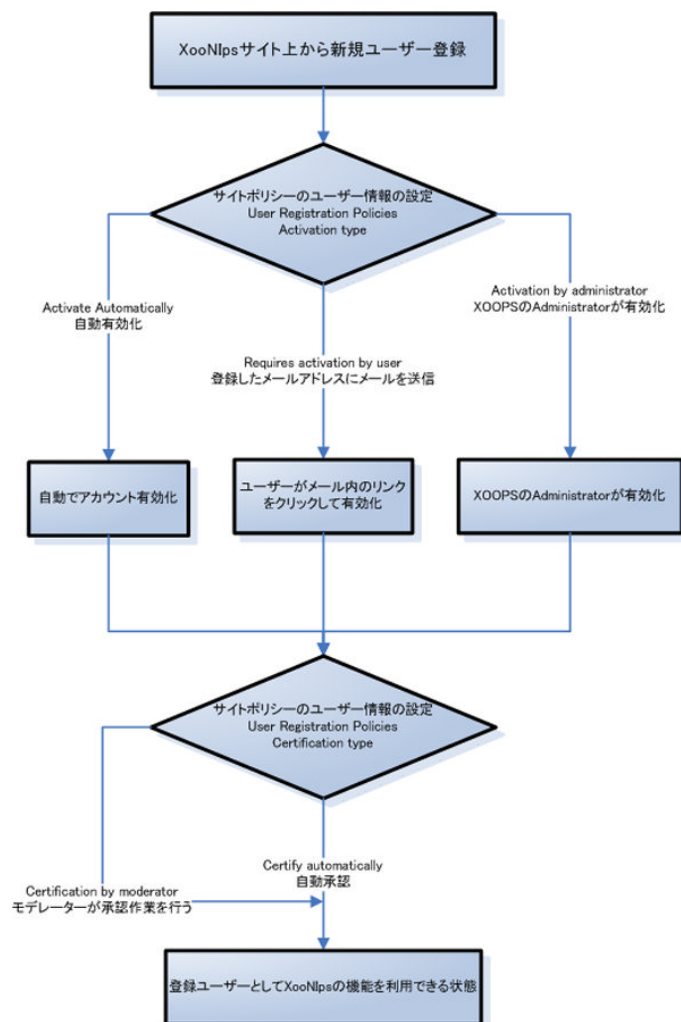 XooNIpsサイト上から新規ユーザー登録
サイトポリシーのユーザー情報の設定
User Registration Policies
Activation type
Activate Automatically
自動有効化
Requires activation by user
登録したメールアドレスにメールを送信
Activation by administrator
XOOPSのAdministratorが有効化
自動でアカウント有効化
ユーザーがメール内のリンク
をクリックして有効化
XOOPSのAdministratorが有効化
サイトポリシーのユーザー情報の設定
User Registration Policies
Certification type
Certification by moderator
モデレーターが承認作業を行う
Certify automatically
自動承認
登録ユーザーとしてXooNIpsの機能を利用できる状態